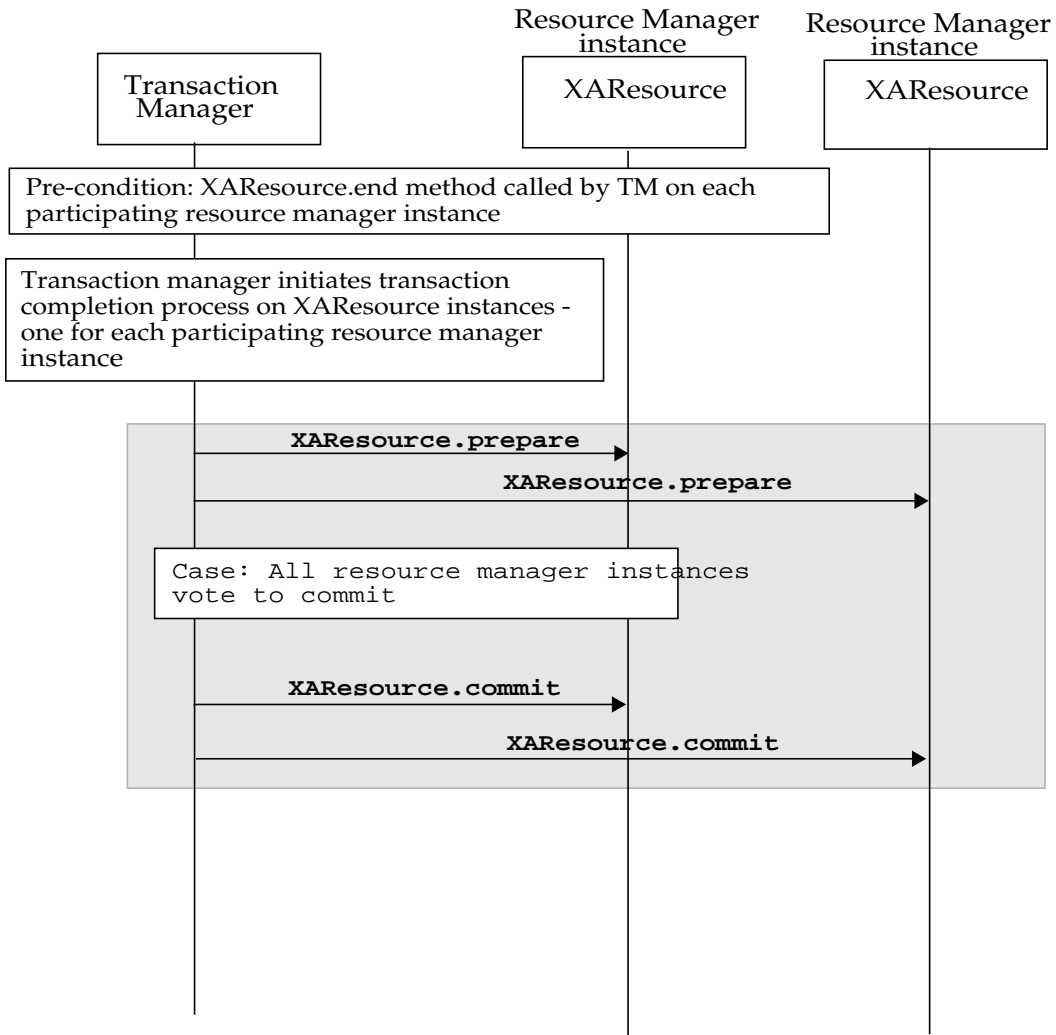 Resource Manager
instance
Resource Manager
instance
Transaction
Manager
XAResource
XAResource
Pre-condition: XAResource.end method called by TM on each
participating resource manager instance
Transaction manager initiates transaction
completion process on XAResource instances -
one for each participating resource manager
instance
XAResource.prepare
XAResource.prepare
Case: All resource manager instances
vote to commit
XAResource.commit
XAResource.commit